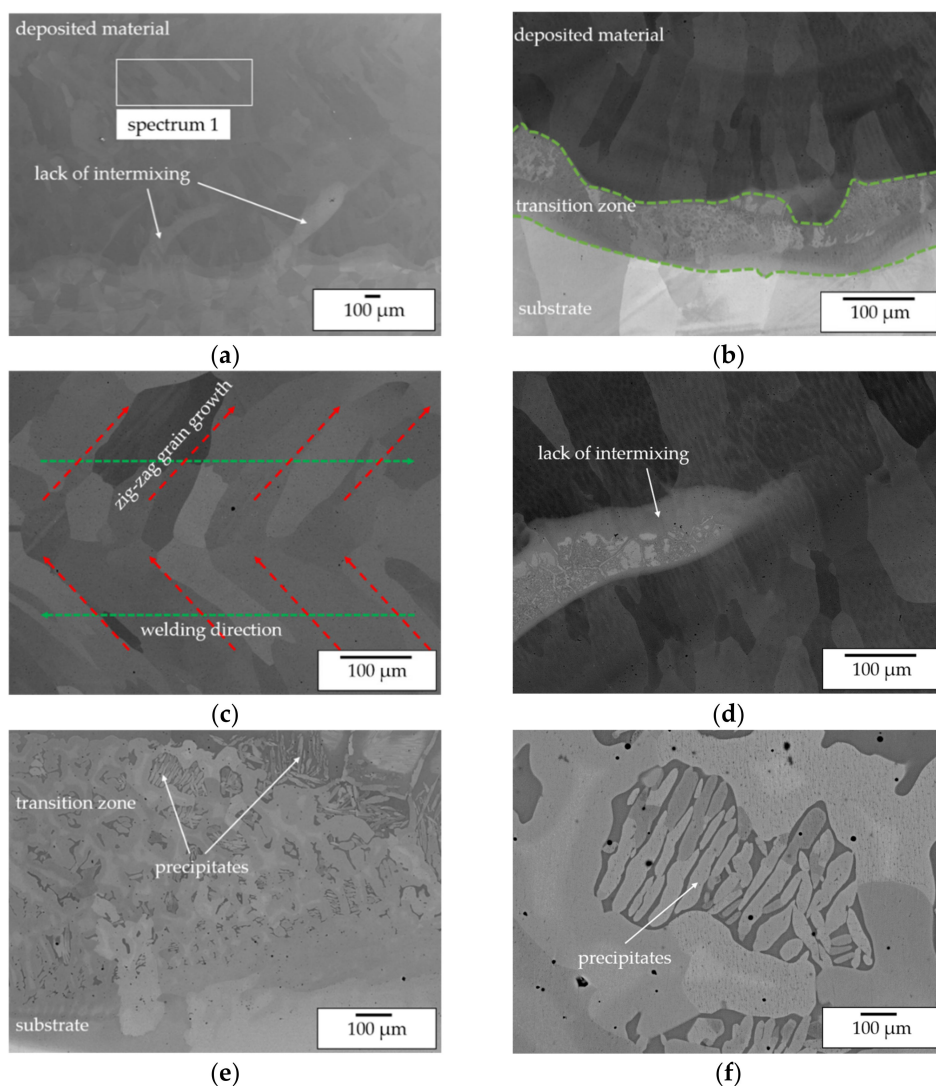 deposited material
spectrum 1
lack of intermixing
100 µm
(a)
deposited material
transition zone
substrate
100 µm
(b)
zig-zag grain growth
welding direction
100 µm
(c)
lack of intermixing
100 µm
(d)
transition zone
precipitates
substrate
100 µm
(e)
precipitates
100 µm
(f)